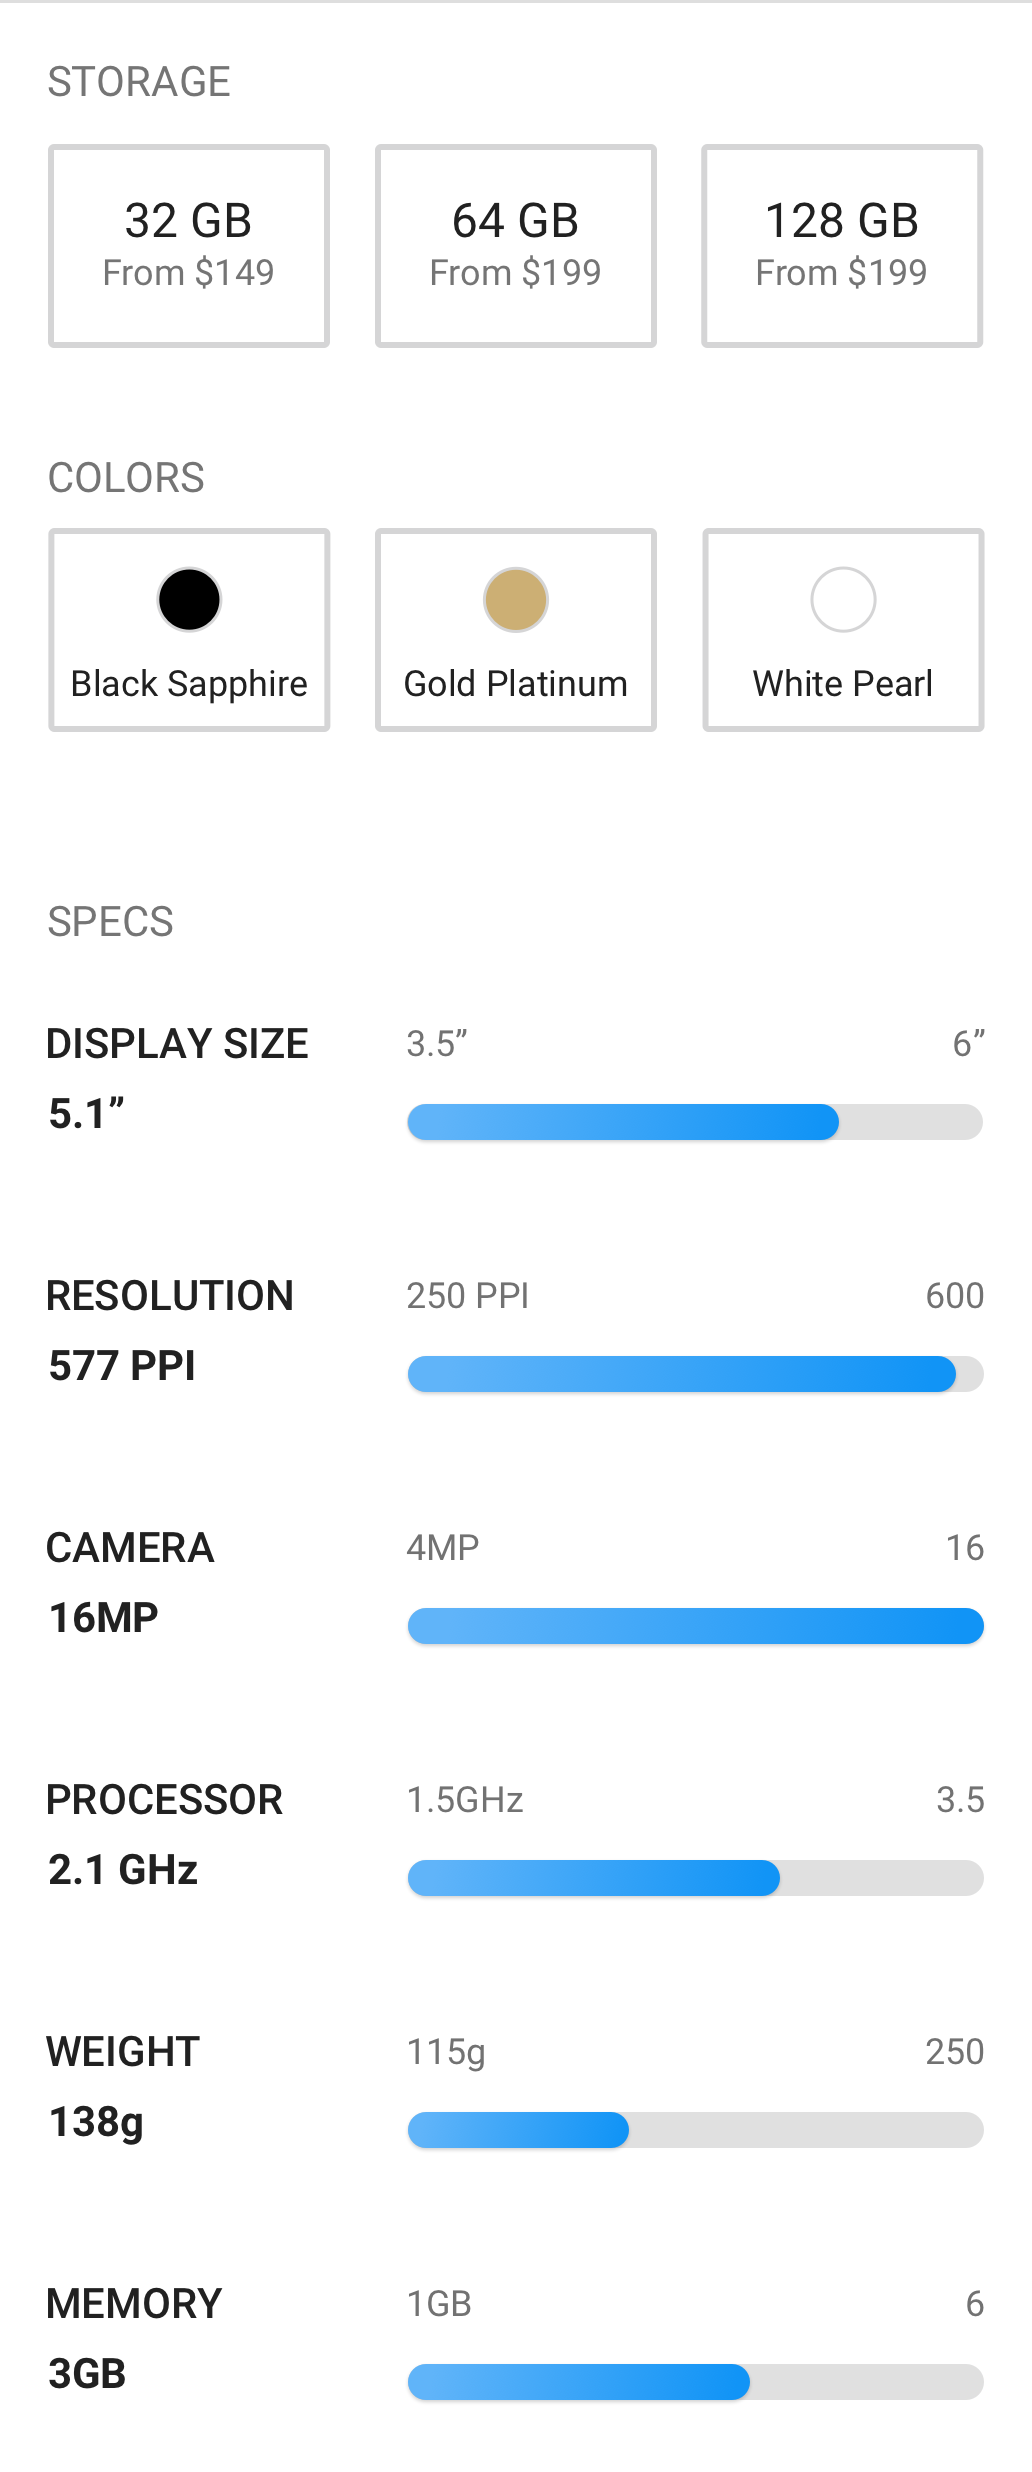 STORAGE
32 GB
From $149
64 GB
From $199
128 GB
From $199
COLORS
Black Sapphire
Gold Platinum
White Pearl
SPECS
DISPLAY SIZE
5.1”
3.5” 6”
RESOLUTION
577 PPI
250 PPI 600
CAMERA
16MP
4MP 16
PROCESSOR
2.1 GHz
1.5GHz 3.5
WEIGHT
138g
115g 250
MEMORY
3GB
1GB 6